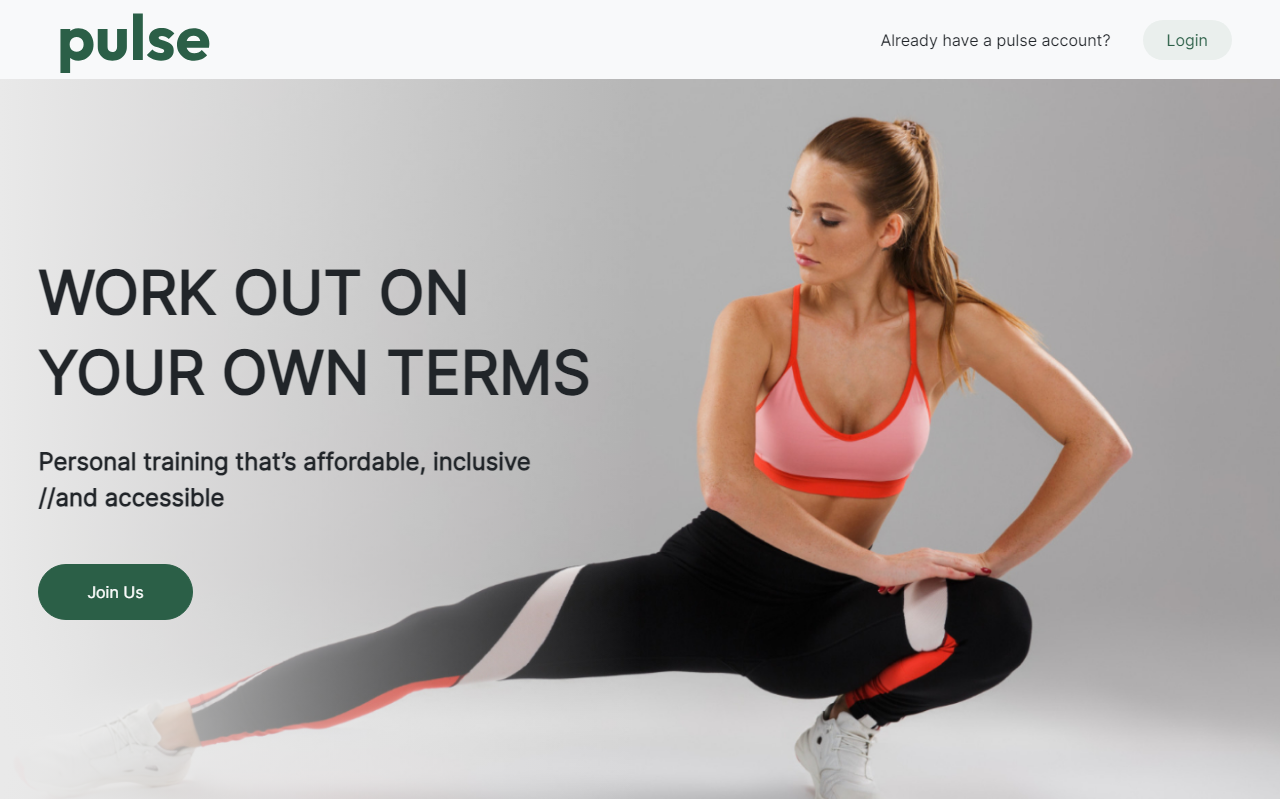 pulse
Already have a pulse account?
Login
WORK OUT ON
YOUR OWN TERMS
Personal training that’s affordable, inclusive
//and accessible
Join Us